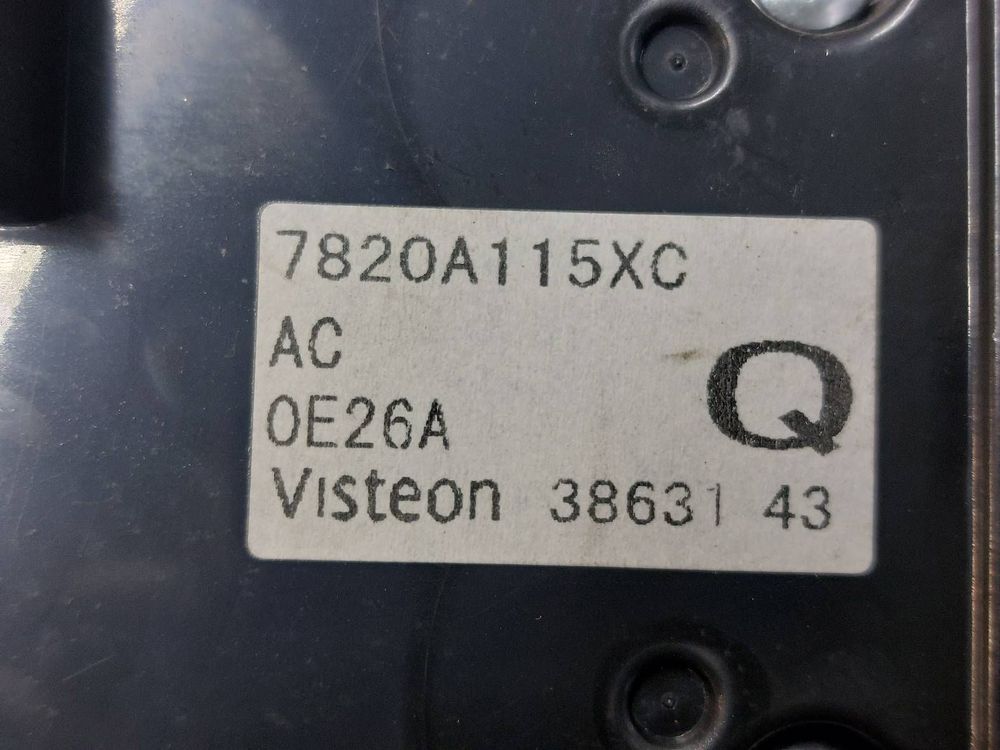 7820A115XC
AC
0E26A
Q
Visteon 38631 43